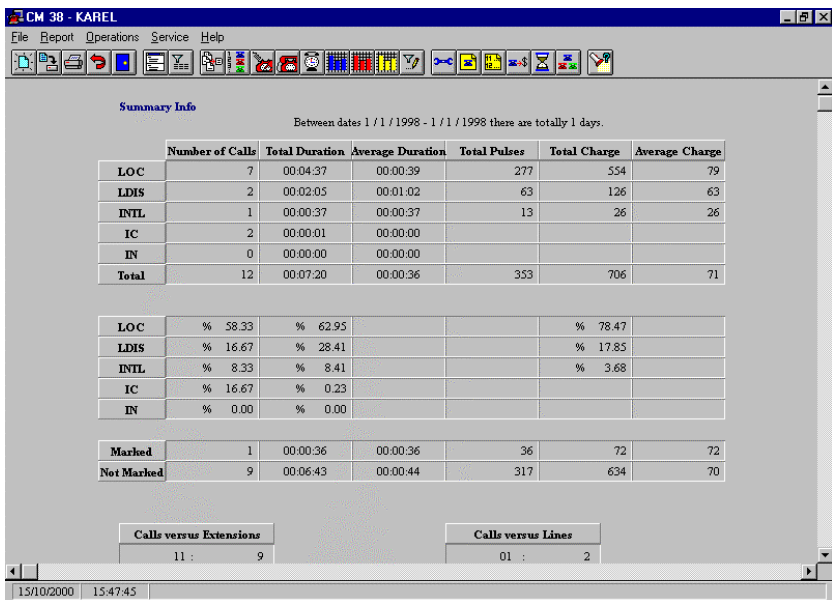 CM 38 - KAREL
File Report Operations Service Help
Summary Info
Between dates 1 / 1 / 1998 - 1 / 1 / 1998 there are totally 1 days.
Number of Calls Total Duration Average Duration Total Pulses Total Charge Average Charge
LOC 7 00:04:37 00:00:39 277 554 79
LDIS 2 00:02:05 00:01:02 63 126 63
INTL 1 00:00:37 00:00:37 13 26 26
IC 2 00:00:01 00:00:00
IN 0 00:00:00 00:00:00
Total 12 00:07:20 00:00:36 353 706 71
LOC % 58.33 % 62.95 % 78.47
LDIS % 16.67 % 28.41 % 17.85
INTL % 8.33 % 8.41 % 3.68
IC % 16.67 % 0.23
IN % 0.00 % 0.00
Marked 1 00:00:36 00:00:36 36 72 72
Not Marked 9 00:06:43 00:00:44 317 634 70
Calls versus Extensions Calls versus Lines
11 : 9 01 : 2
15/10/2000 15:47:45